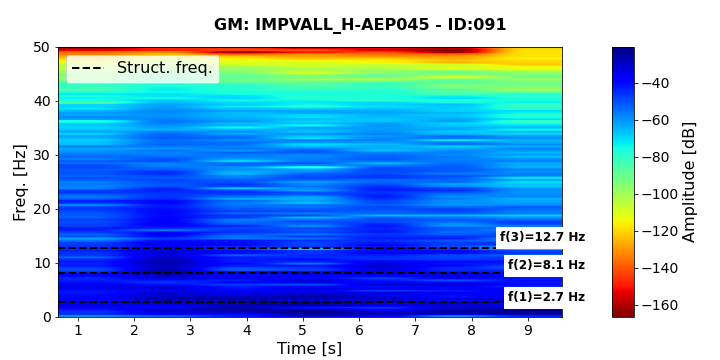 GM: IMPVALL_H-AEP045 - ID:091
50
40
30
20
10
0
Freq. [Hz]
Struct. freq.
f(3)=12.7 Hz
f(2)=8.1 Hz
f(1)=2.7 Hz
1 2 3 4 5 6 7 8 9
Time [s]
−40
−60
−80
−100
−120
−140
−160
Amplitude [dB]